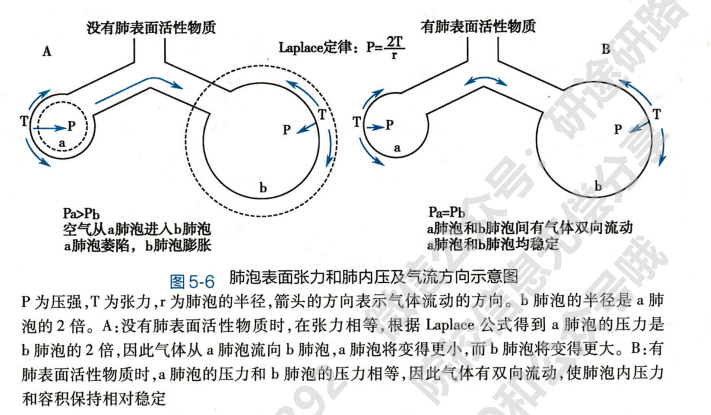 没有肺表面活性物质
有肺表面活性物质
A
Laplace定律：P=2T/r
B
T
P
a
P
T
b
T
P
a
P
T
b
Pa>Pb
空气从a肺泡进入b肺泡
a肺泡萎陷，b肺泡膨胀
Pa=Pb
a肺泡和b肺泡间有气体双向流动
a肺泡和b肺泡均稳定
图5-6 肺泡表面张力和肺内压及气流方向示意图
P 为压强,T 为张力,r 为肺泡的半径,箭头的方向表示气体流动的方向。b 肺泡的半径是 a 肺
泡的 2 倍。A:没有肺表面活性物质时,在张力相等,根据 Laplace 公式得到 a 肺泡的压力是
b 肺泡的 2 倍,因此气体从 a 肺泡流向 b 肺泡,a 肺泡将变得更小,而 b 肺泡将变得更大。B:有
肺表面活性物质时,a 肺泡的压力和 b 肺泡的压力相等,因此气体有双向流动,使肺泡内压力
和容积保持相对稳定